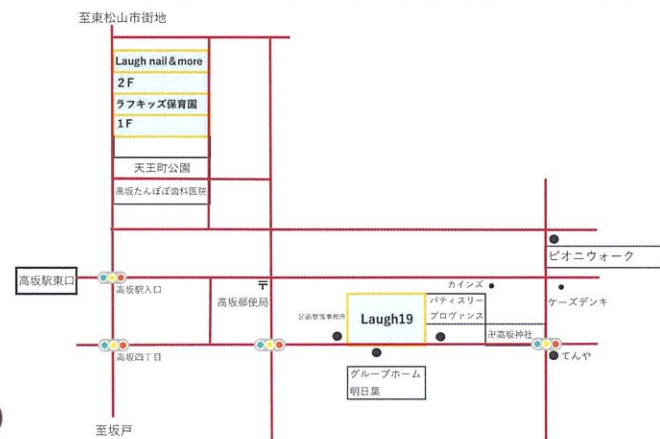 至東松山市街地
Laugh nail＆more
２Ｆ
ラフキッズ保育園
１Ｆ
天王町公園
高坂たんぽぽ歯科医院
ピオニウォーク
高坂駅東口
高坂駅入口
〒
高坂郵便局
カインズ
パティスリー
プロヴァンス
ケーズデンキ
Laugh19
卍高坂神社
高坂四丁目
てんや
グループホーム
明日葉
至坂戸